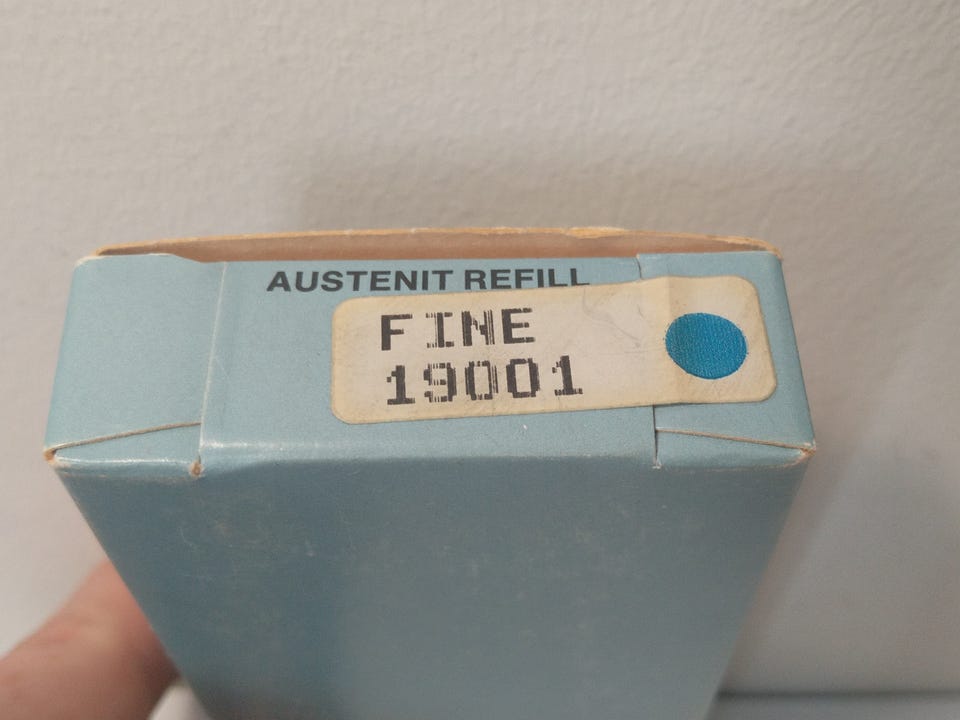 AUSTENIT REFILL
FINE
19001